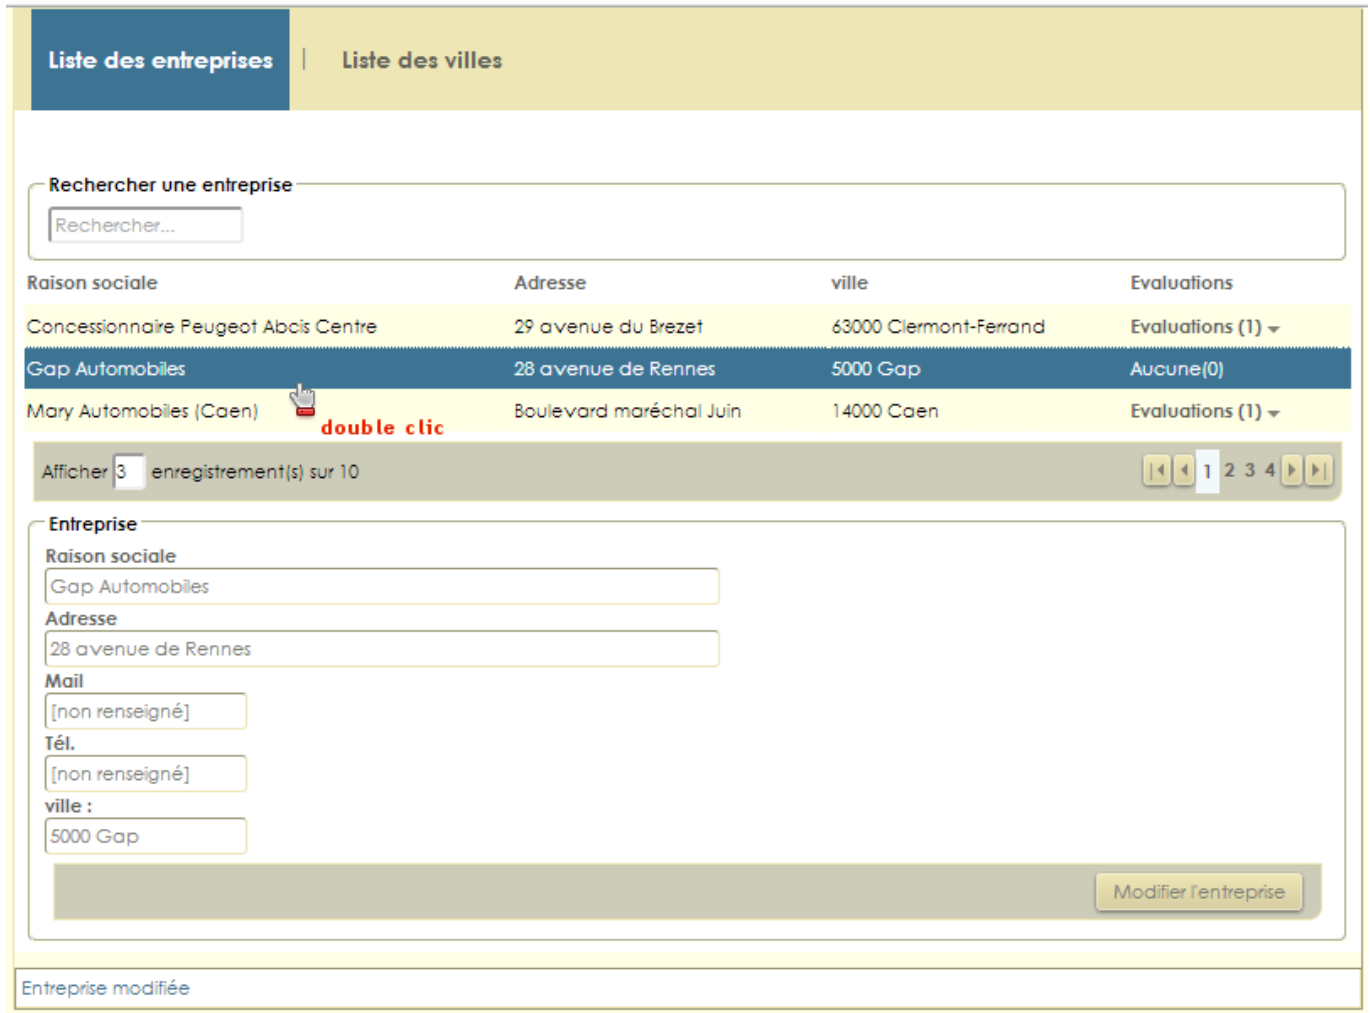 Liste des entreprises | Liste des villes
Rechercher une entreprise
Rechercher...
Raison sociale Adresse ville Evaluations
Concessionnaire Peugeot Abcis Centre 29 avenue du Brezet 63000 Clermont-Ferrand Evaluations (1)
Gap Automobiles 28 avenue de Rennes 5000 Gap Aucune(0)
Mary Automobiles (Caen) Boulevard maréchal Juin 14000 Caen Evaluations (1)
double clic
Afficher 3 enregistrement(s) sur 10 1 2 3 4
Entreprise
Raison sociale
Gap Automobiles
Adresse
28 avenue de Rennes
Mail
[non renseigné]
Tél.
[non renseigné]
ville :
5000 Gap
Modifier l'entreprise
Entreprise modifiée